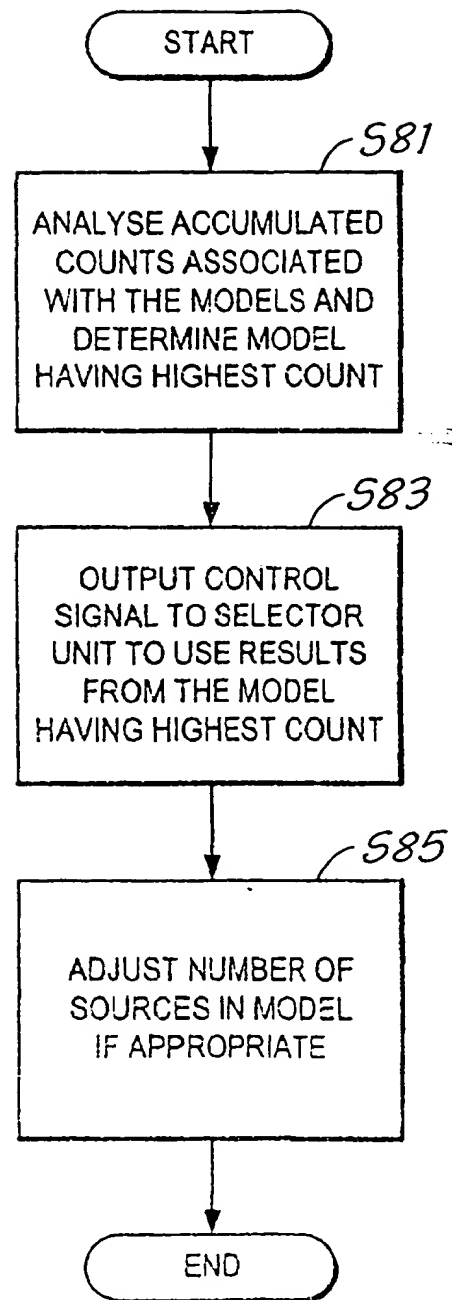 START
S81
ANALYSE ACCUMULATED
COUNTS ASSOCIATED
WITH THE MODELS AND
DETERMINE MODEL
HAVING HIGHEST COUNT
S83
OUTPUT CONTROL
SIGNAL TO SELECTOR
UNIT TO USE RESULTS
FROM THE MODEL
HAVING HIGHEST COUNT
S85
ADJUST NUMBER OF
SOURCES IN MODEL
IF APPROPRIATE
END